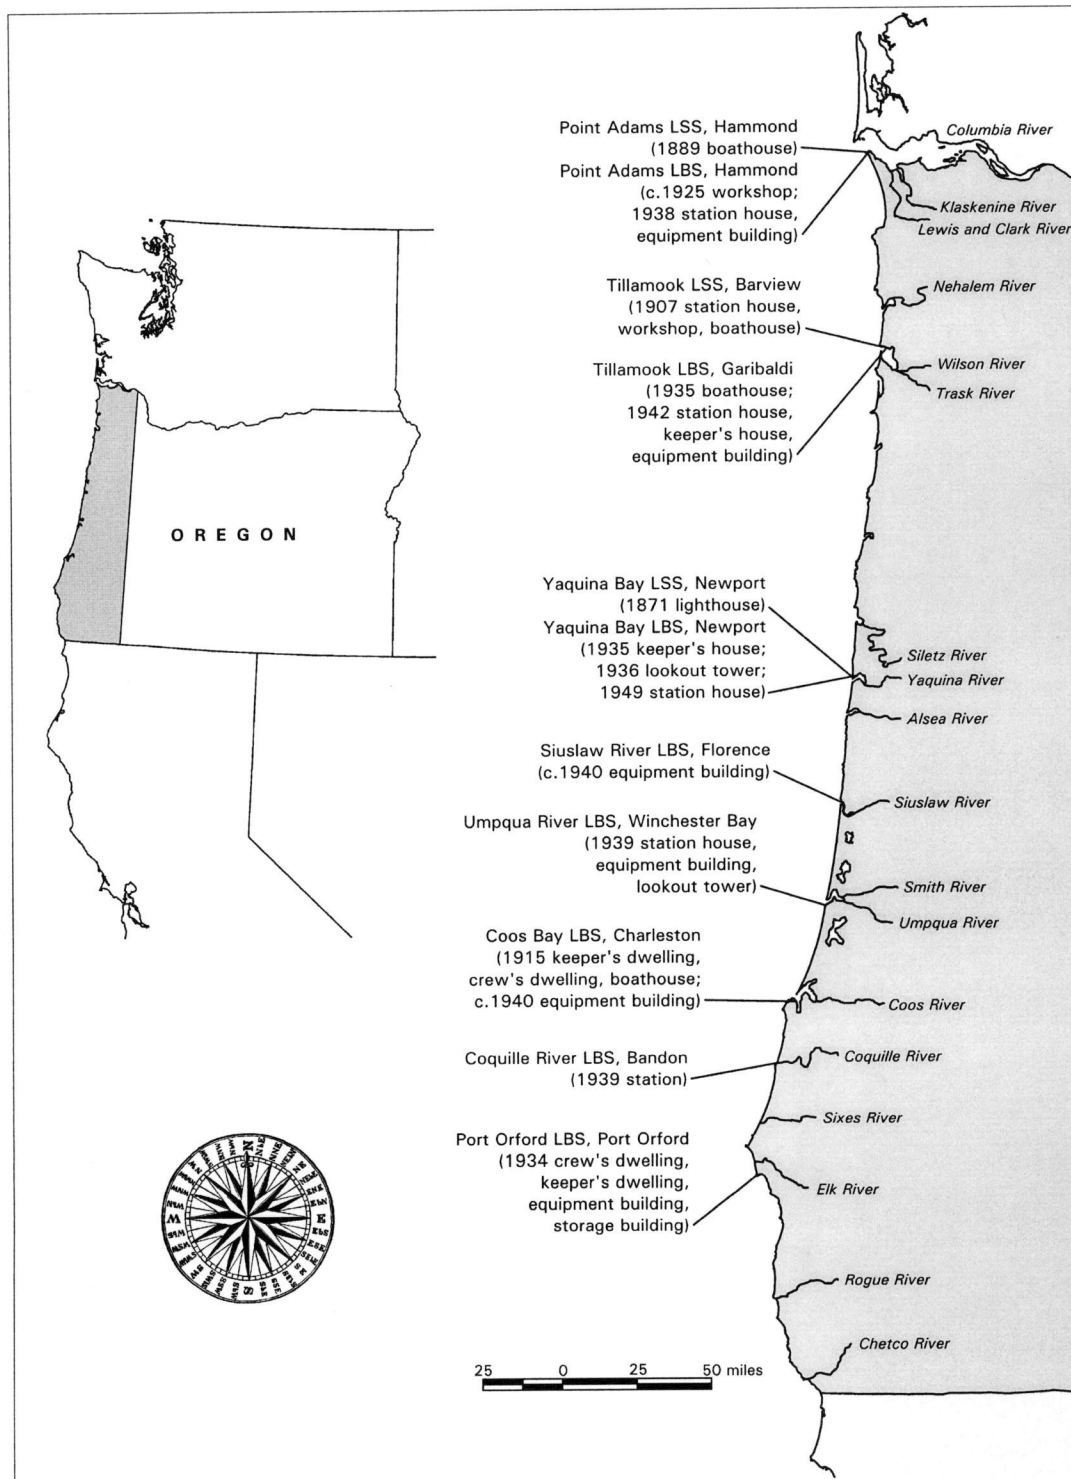 Point Adams LSS, Hammond
(1889 boathouse)
Point Adams LBS, Hammond
(c.1925 workshop;
1938 station house,
equipment building)
Tillamook LSS, Barview
(1907 station house,
workshop, boathouse)
Tillamook LBS, Garibaldi
(1935 boathouse;
1942 station house,
keeper's house,
equipment building)
Yaquina Bay LSS, Newport
(1871 lighthouse)
Yaquina Bay LBS, Newport
(1935 keeper's house;
1936 lookout tower;
1949 station house)
Siuslaw River LBS, Florence
(c.1940 equipment building)
Umpqua River LBS, Winchester Bay
(1939 station house,
equipment building,
lookout tower)
Coos Bay LBS, Charleston
(1915 keeper's dwelling,
crew's dwelling, boathouse;
c.1940 equipment building)
Coquille River LBS, Bandon
(1939 station)
Port Orford LBS, Port Orford
(1934 crew's dwelling,
keeper's dwelling,
equipment building,
storage building)
Columbia River
Klaskenine River
Lewis and Clark River
Nehalem River
Wilson River
Trask River
Siletz River
Yaquina River
Alsea River
Siuslaw River
Smith River
Umpqua River
Coos River
Coquille River
Sixes River
Elk River
Rogue River
Chetco River
OREGON
N
E
S
W
25 0 25 50 miles